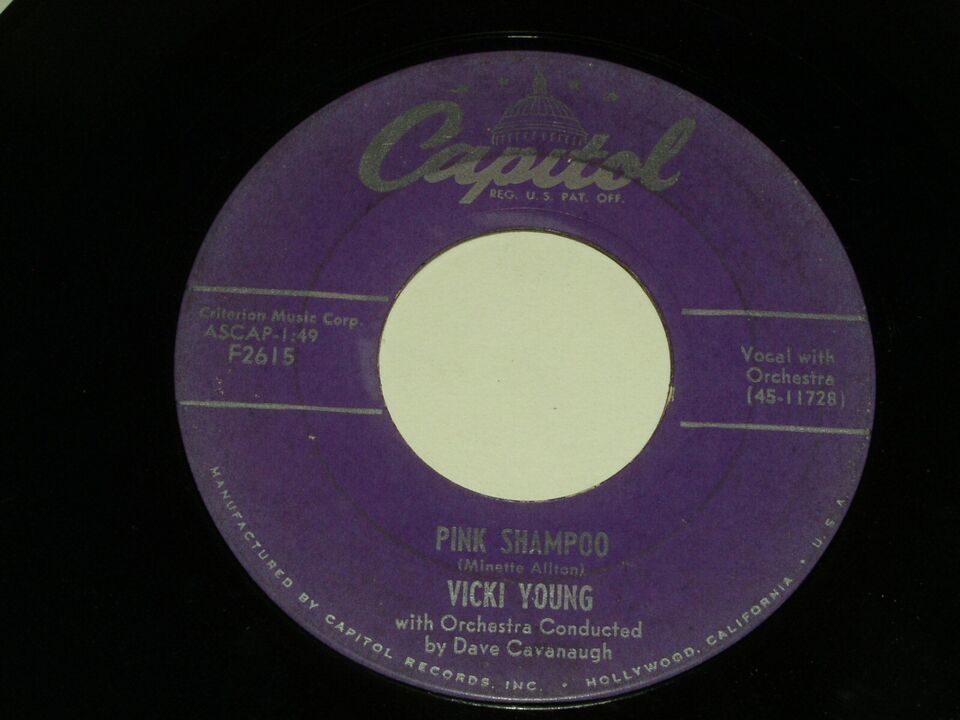 Capitol
REG. U. S. PAT. OFF.
Criterion Music Corp.
ASCAP-1:49
F2615
Vocal with
Orchestra
(45-11728)
PINK SHAMPOO
(Minette Allton)
VICKI YOUNG
with Orchestra Conducted
by Dave Cavanaugh
MANUFACTURED BY CAPITOL RECORDS, INC. • HOLLYWOOD, CALIFORNIA • U. S. A.